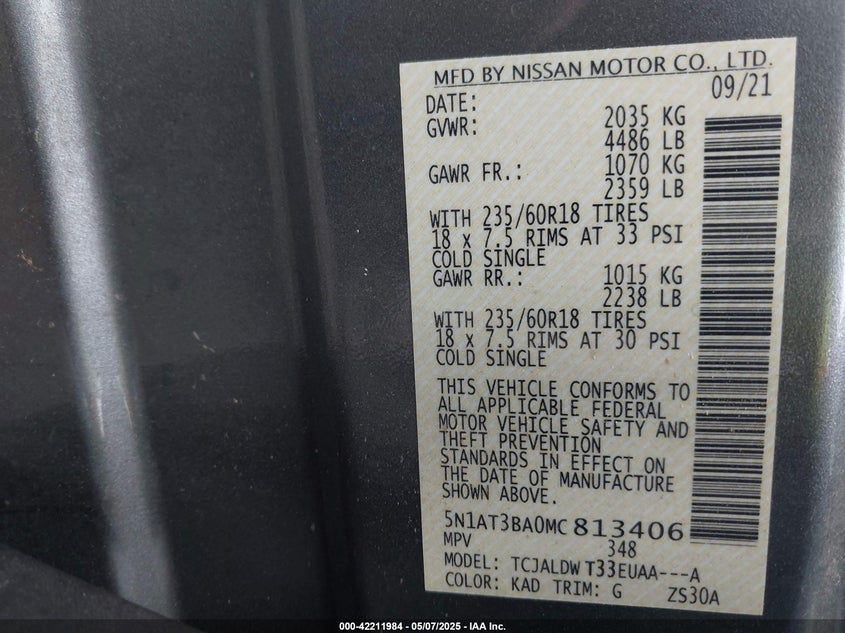 MFD BY NISSAN MOTOR CO., LTD.
DATE: 09/21
GVWR: 2035 KG
4486 LB
GAWR FR.: 1070 KG
2359 LB
WITH 235/60R18 TIRES
18 x 7.5 RIMS AT 33 PSI
COLD SINGLE
GAWR RR.: 1015 KG
2238 LB
WITH 235/60R18 TIRES
18 x 7.5 RIMS AT 30 PSI
COLD SINGLE
THIS VEHICLE CONFORMS TO
ALL APPLICABLE FEDERAL
MOTOR VEHICLE SAFETY AND
THEFT PREVENTION
STANDARDS IN EFFECT ON
THE DATE OF MANUFACTURE
SHOWN ABOVE.
5N1AT3BA0MC 813406
MPV 348
MODEL: TCJALDW T33EUAA---A
COLOR: KAD TRIM: G ZS30A
000-42211984 - 05/07/2025 - IAA Inc.